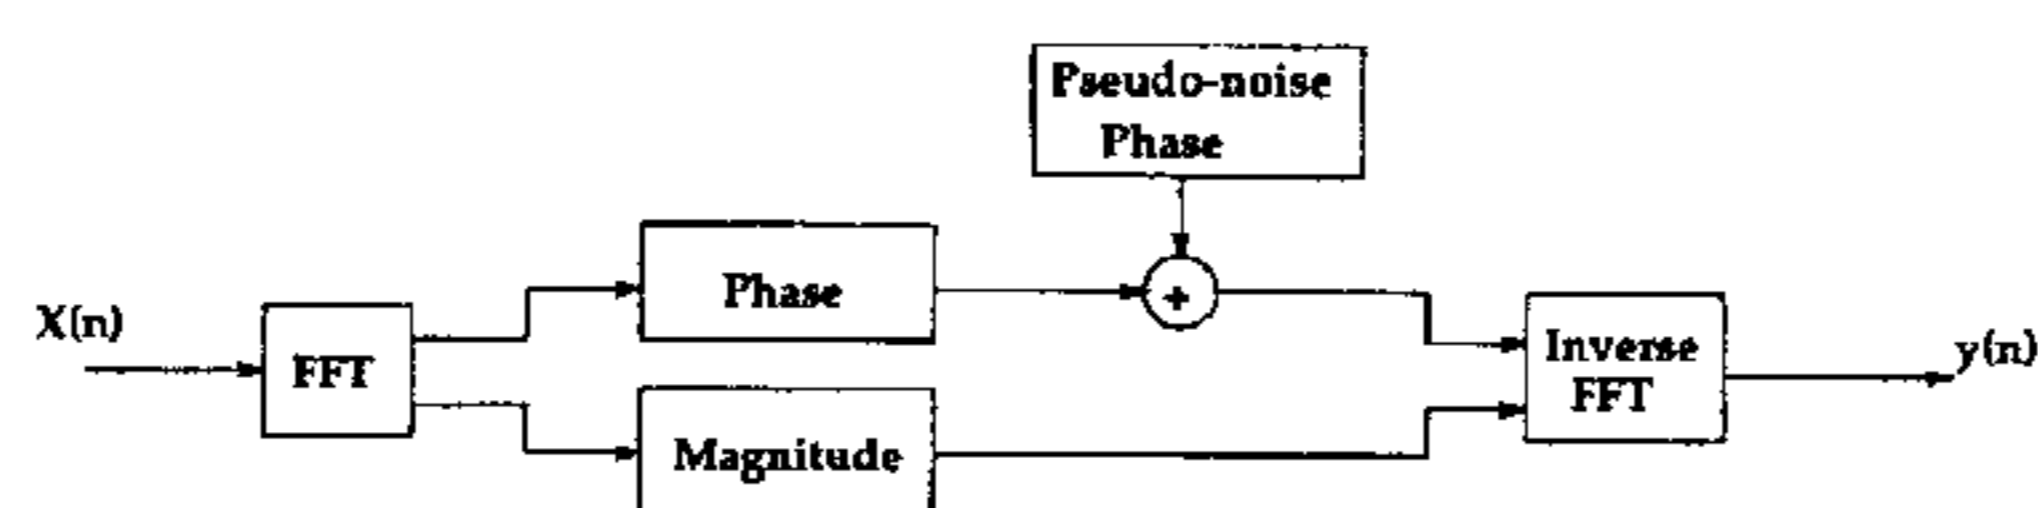 Pseudo-noise
Phase
Phase
X(n)
FFT
Magnitude
+
Inverse
FFT
y(n)